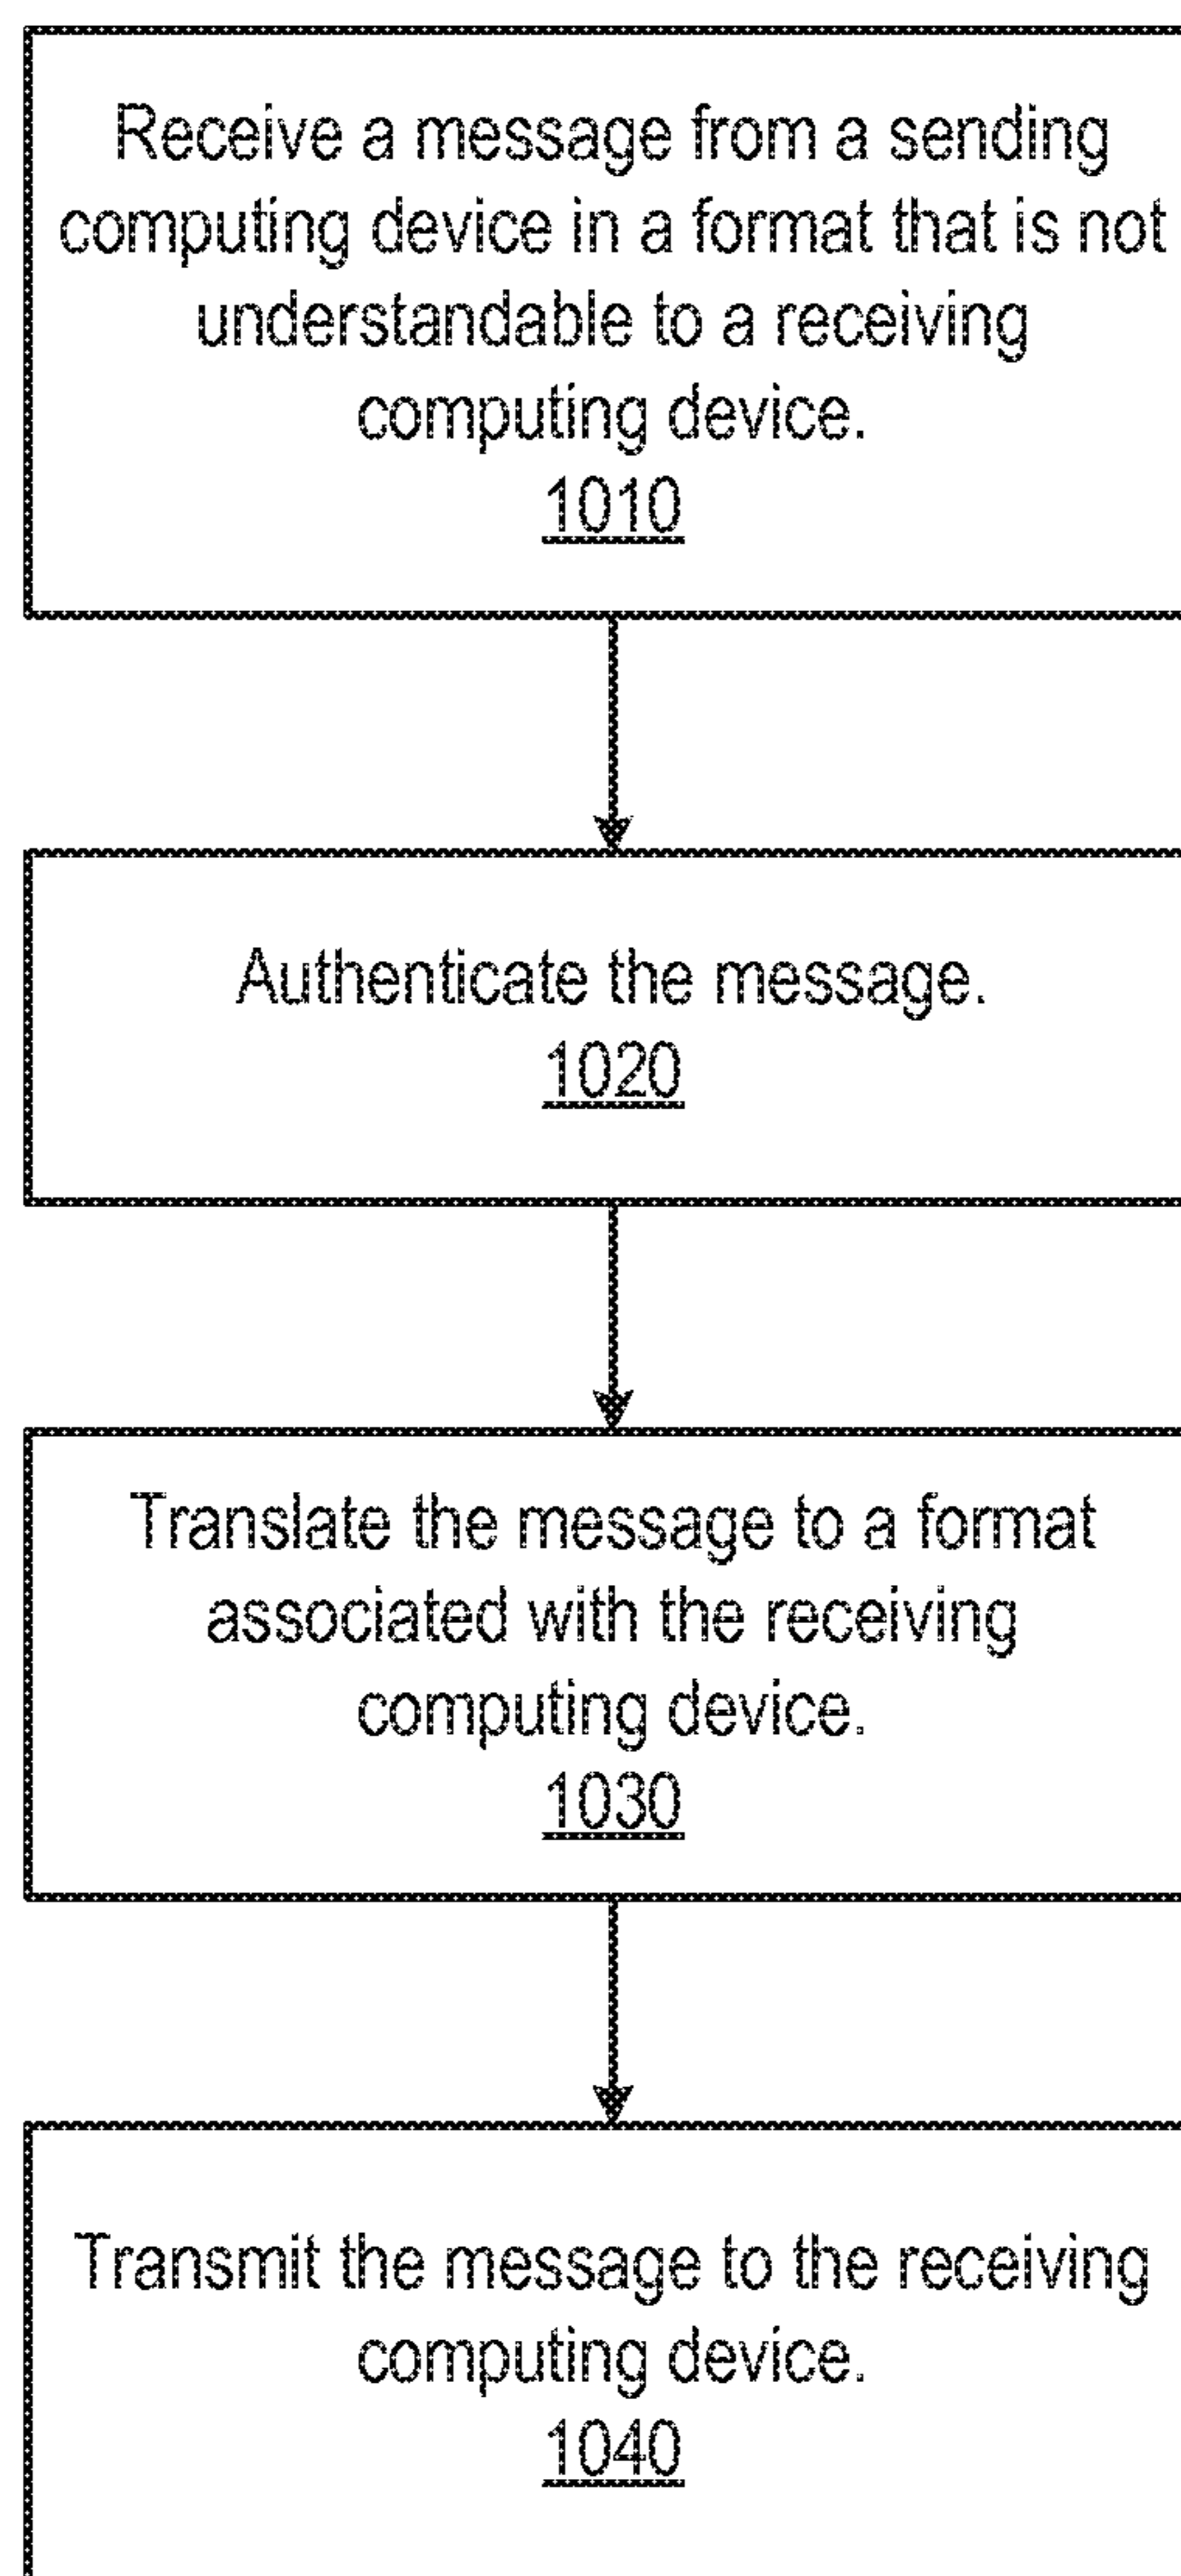 Receive a message from a sending
computing device in a format that is not
understandable to a receiving
computing device.
1010
Authenticate the message.
1020
Translate the message to a format
associated with the receiving
computing device.
1030
Transmit the message to the receiving
computing device.
1040